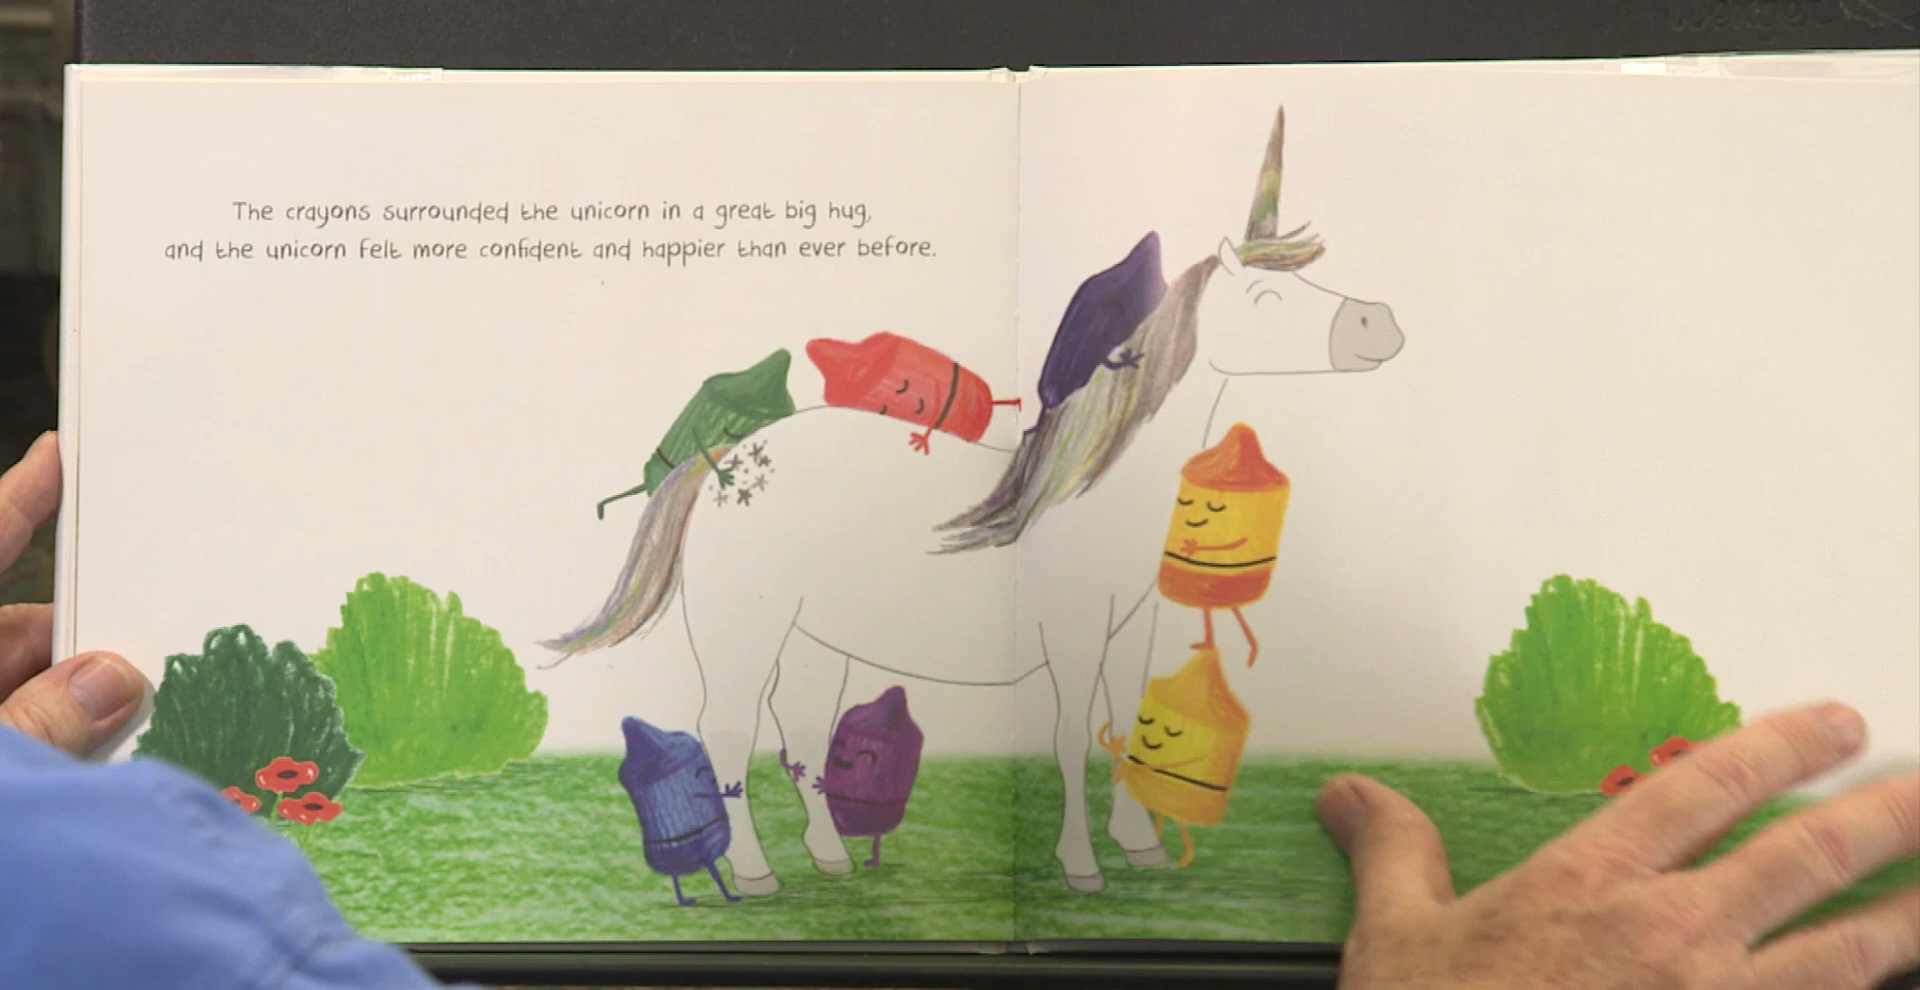 The crayons surrounded the unicorn in a great big hug,
and the unicorn felt more confident and happier than ever before.